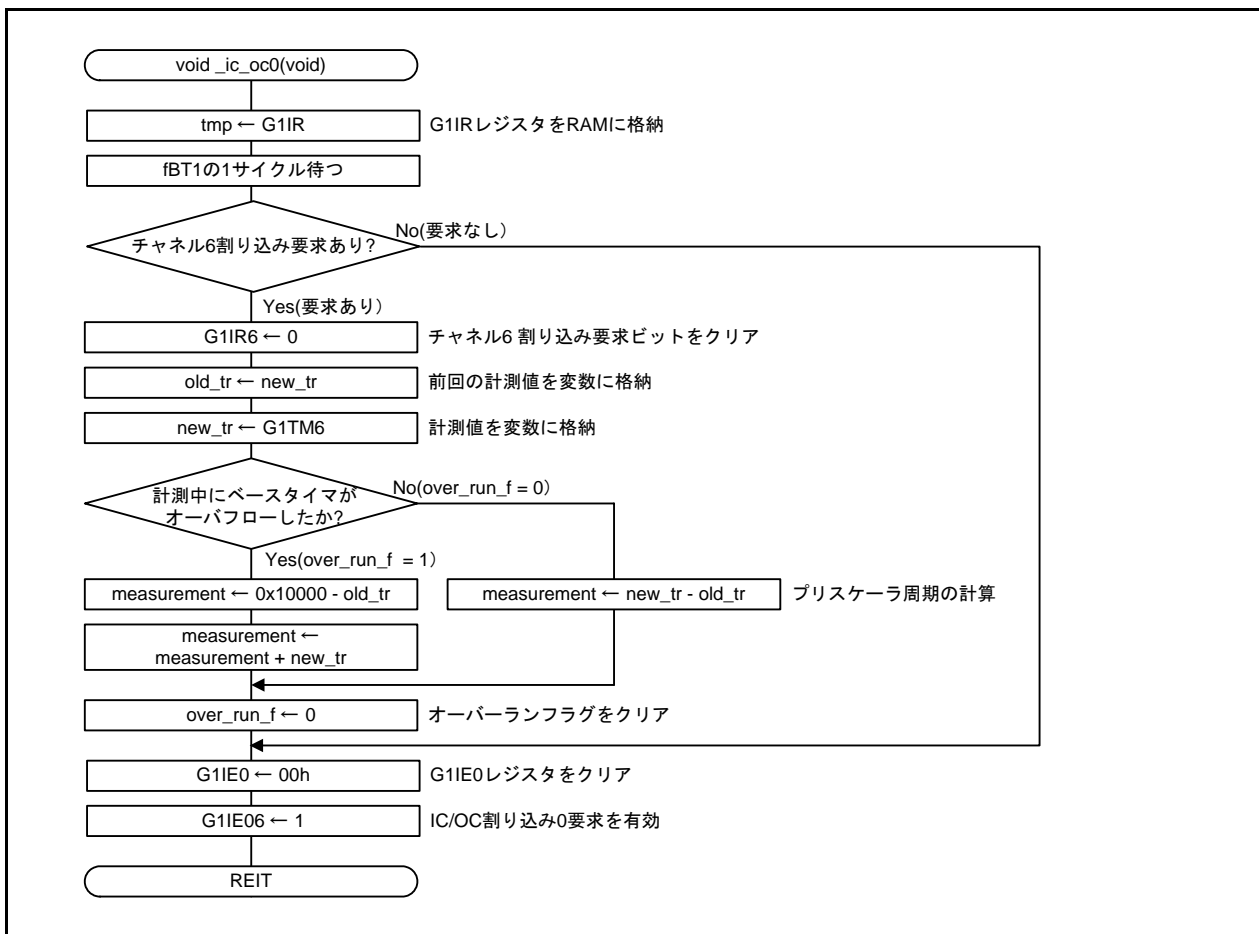 void _ic_oc0(void)
tmp ← G1IR
G1IRレジスタをRAMに格納
fBT1の1サイクル待つ
チャネル6割り込み要求あり?
No(要求なし)
Yes(要求あり)
G1IR6 ← 0
チャネル6 割り込み要求ビットをクリア
old_tr ← new_tr
前回の計測値を変数に格納
new_tr ← G1TM6
計測値を変数に格納
計測中にベースタイマが
オーバフローしたか?
No(over_run_f = 0)
Yes(over_run_f = 1)
measurement ← 0x10000 - old_tr
measurement ← new_tr - old_tr
プリスケーラ周期の計算
measurement ←
measurement + new_tr
over_run_f ← 0
オーバーランフラグをクリア
G1IE0 ← 00h
G1IE0レジスタをクリア
G1IE06 ← 1
IC/OC割り込み0要求を有効
REIT